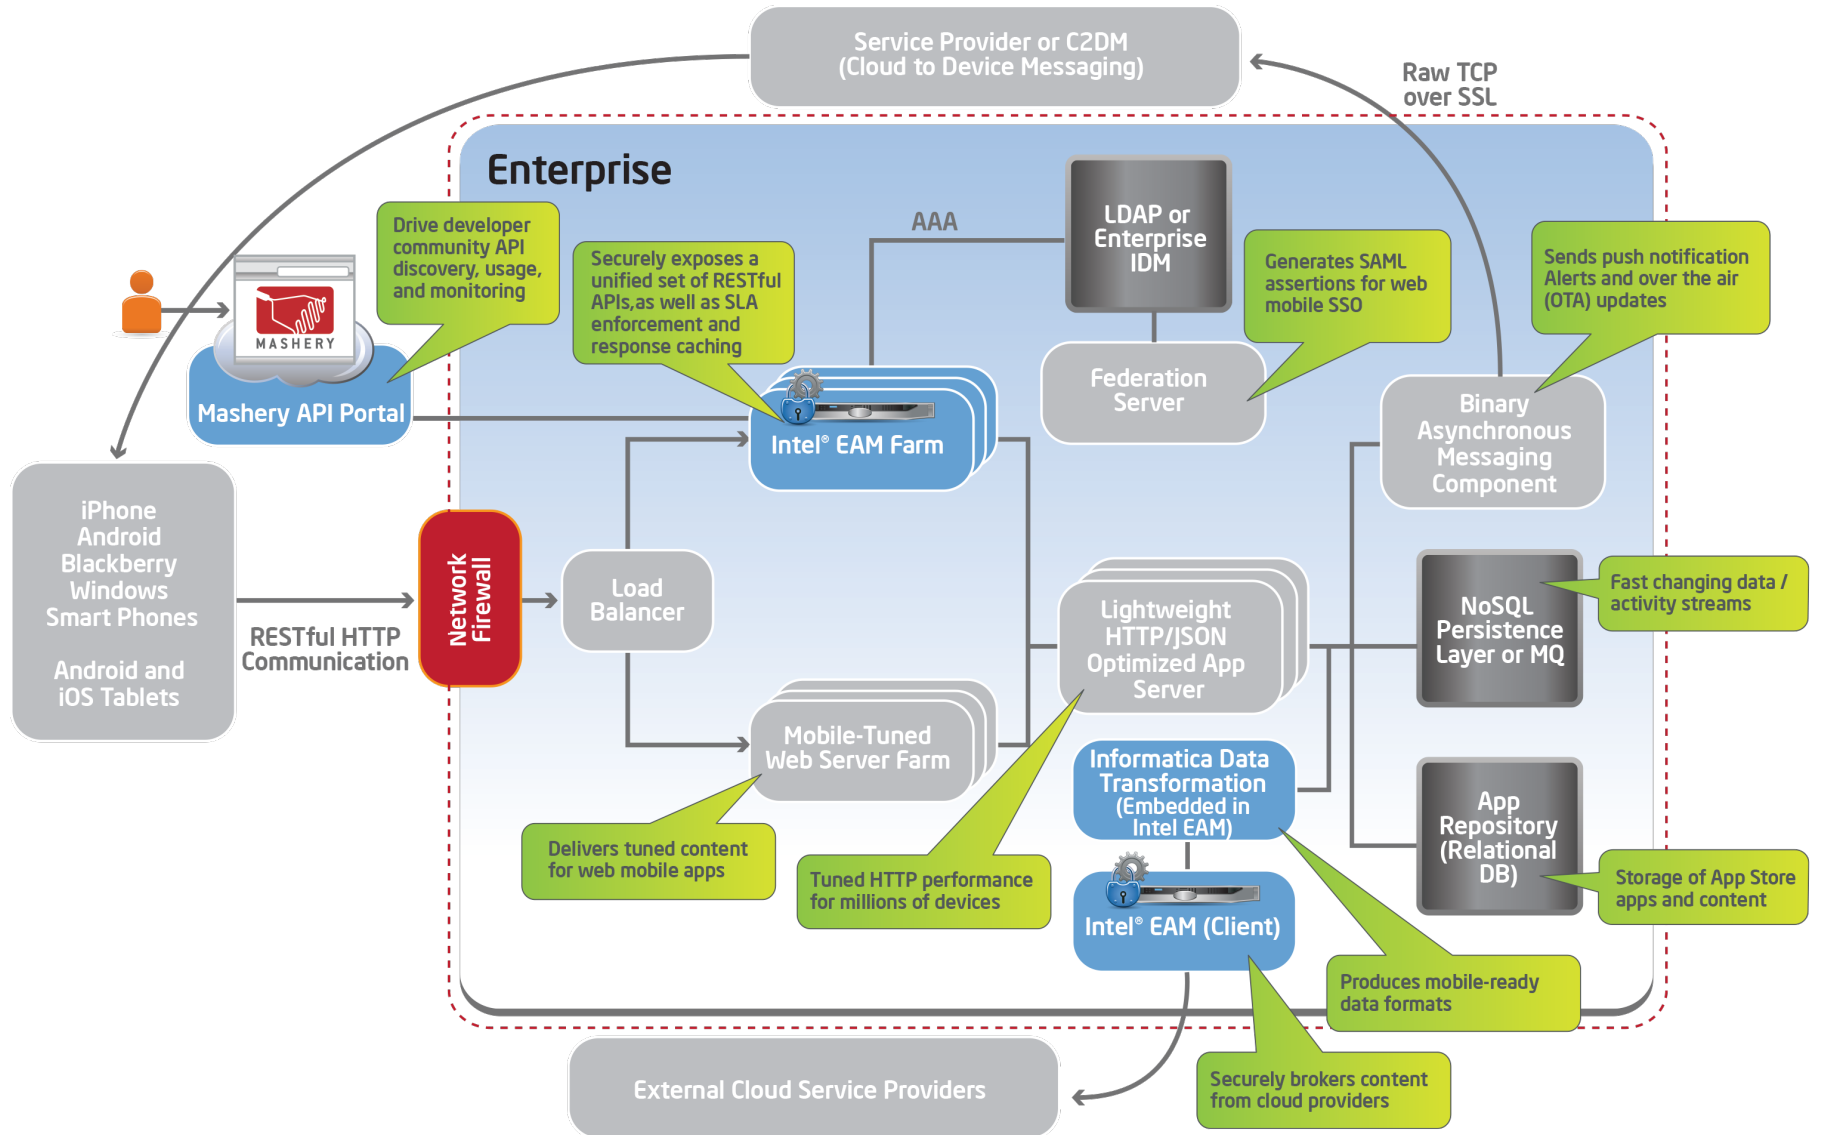 Service Provider or C2DM
(Cloud to Device Messaging)
Raw TCP
over SSL
Enterprise
Drive developer
community API
discovery, usage,
and monitoring
Securely exposes a
unified set of RESTful
APIs,as well as SLA
enforcement and
response caching
AAA
LDAP or
Enterprise
IDM
Generates SAML
assertions for web
mobile SSO
Sends push notification
Alerts and over the air
(OTA) updates
MASHERY
Mashery API Portal
Intel® EAM Farm
Federation
Server
Binary
Asynchronous
Messaging
Component
iPhone
Android
Blackberry
Windows
Smart Phones
Android and
iOS Tablets
RESTful HTTP
Communication
Network
Firewall
Load
Balancer
Lightweight
HTTP/JSON
Optimized App
Server
NoSQL
Persistence
Layer or MQ
Fast changing data /
activity streams
Mobile-Tuned
Web Server Farm
Informatica Data
Transformation
(Embedded in
Intel EAM)
App
Repository
(Relational
DB)
Delivers tuned content
for web mobile apps
Tuned HTTP performance
for millions of devices
Storage of App Store
apps and content
Intel® EAM (Client)
Produces mobile-ready
data formats
External Cloud Service Providers
Securely brokers content
from cloud providers